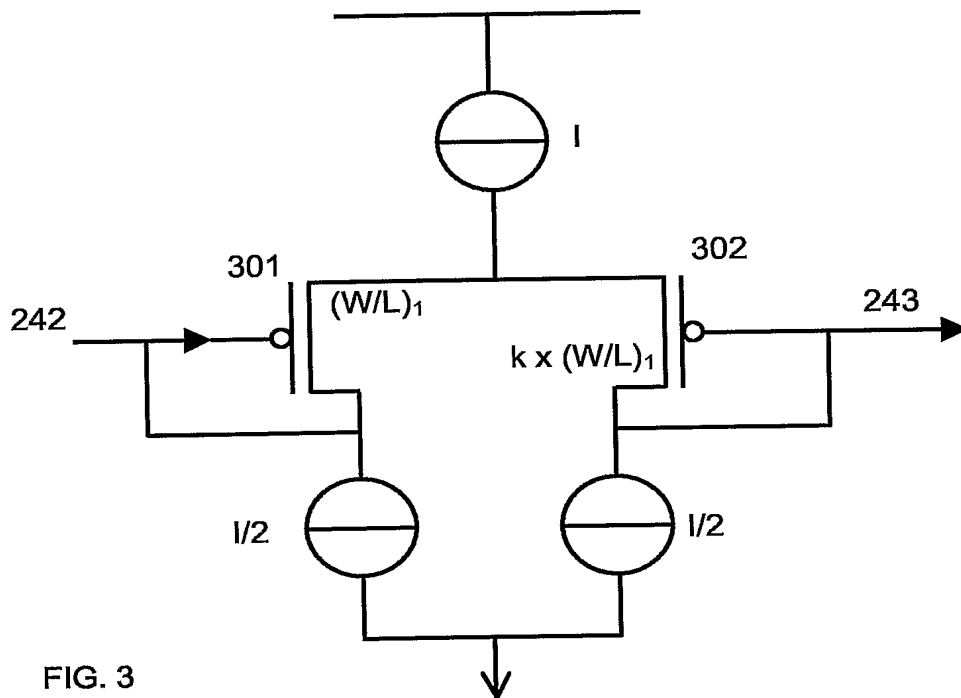 I
301
302
(W/L)₁
242
243
k x (W/L)₁
I/2
I/2
FIG. 3